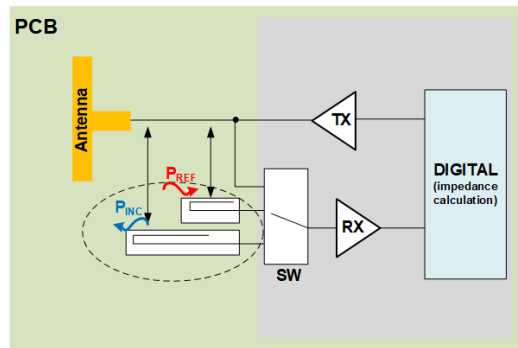 PCB
Antenna
TX
DIGITAL
(impedance
calculation)
PREF
PINC
RX
SW